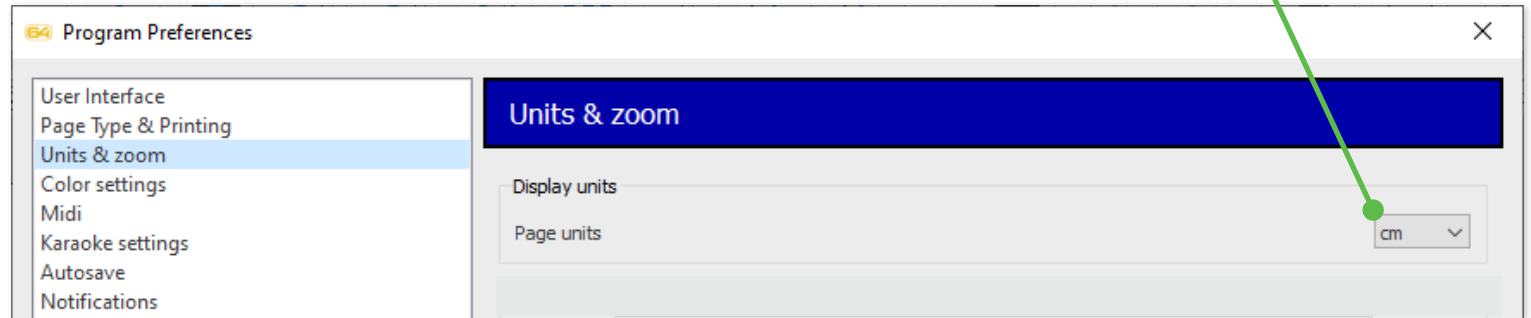 64 Program Preferences
User Interface
Page Type & Printing
Units & zoom
Color settings
Midi
Karaoke settings
Autosave
Notifications
Units & zoom
Display units
Page units
cm